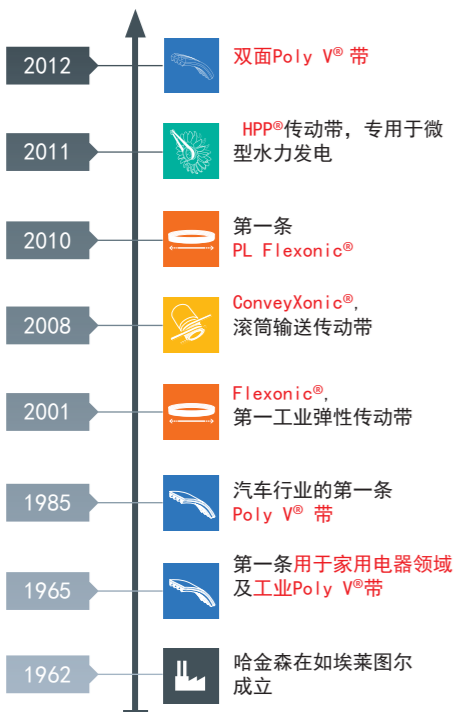 2012
双面Poly V® 带
2011
HPP®传动带，专用于微
型水力发电
2010
第一条
PL Flexonic®
2008
ConveyXonic®,
滚筒输送传动带
2001
Flexonic®,
第一工业弹性传动带
1985
汽车行业的第一条
Poly V® 带
1965
第一条用于家用电器领域
及工业Poly V®带
1962
哈金森在如埃莱图尔
成立